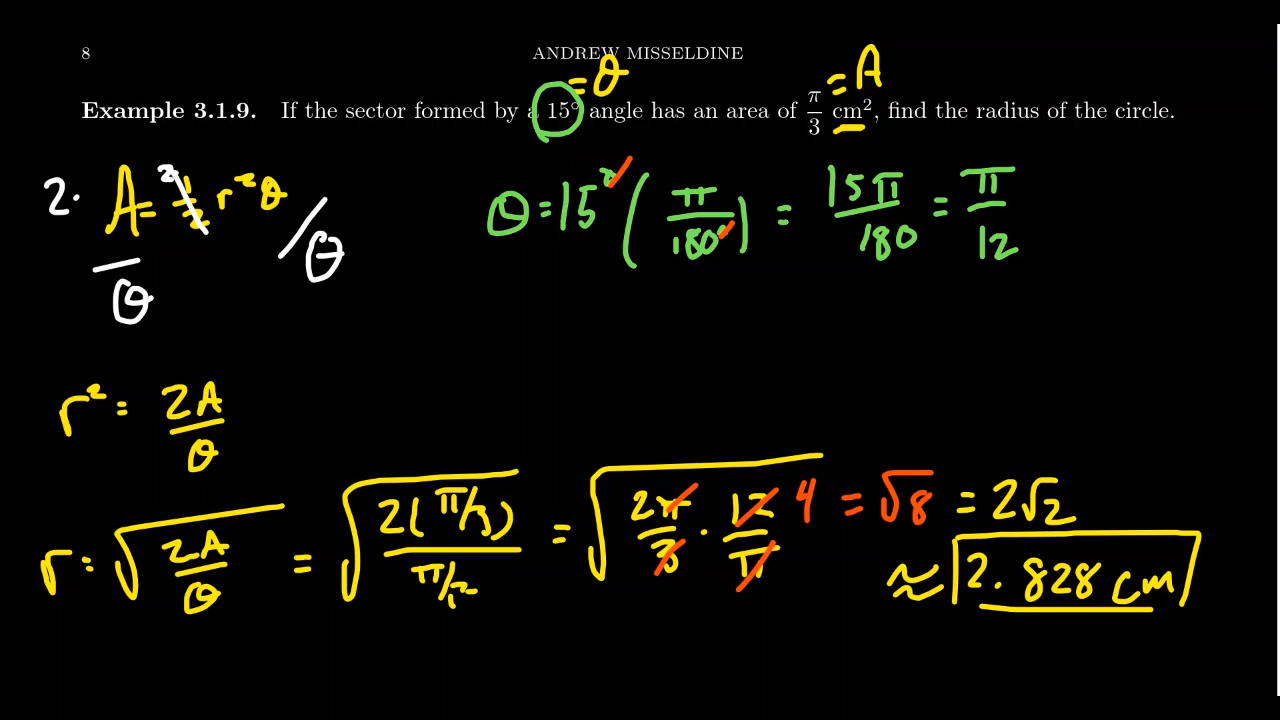 8 ANDREW MISSELDINE
= θ = A
Example 3.1.9. If the sector formed by a 15° angle has an area of π/3 cm², find the radius of the circle.
2· A = 2 1/2 r²θ /θ
θ
θ = 15° ( π/180° ) = 15π/180 = π/12
r² = 2A/θ
r = √(2A/θ) = √(2(π/3)/(π/12)) = √(2π/3 · 12/π) 4 = √8 = 2√2
≈ 2.828 cm